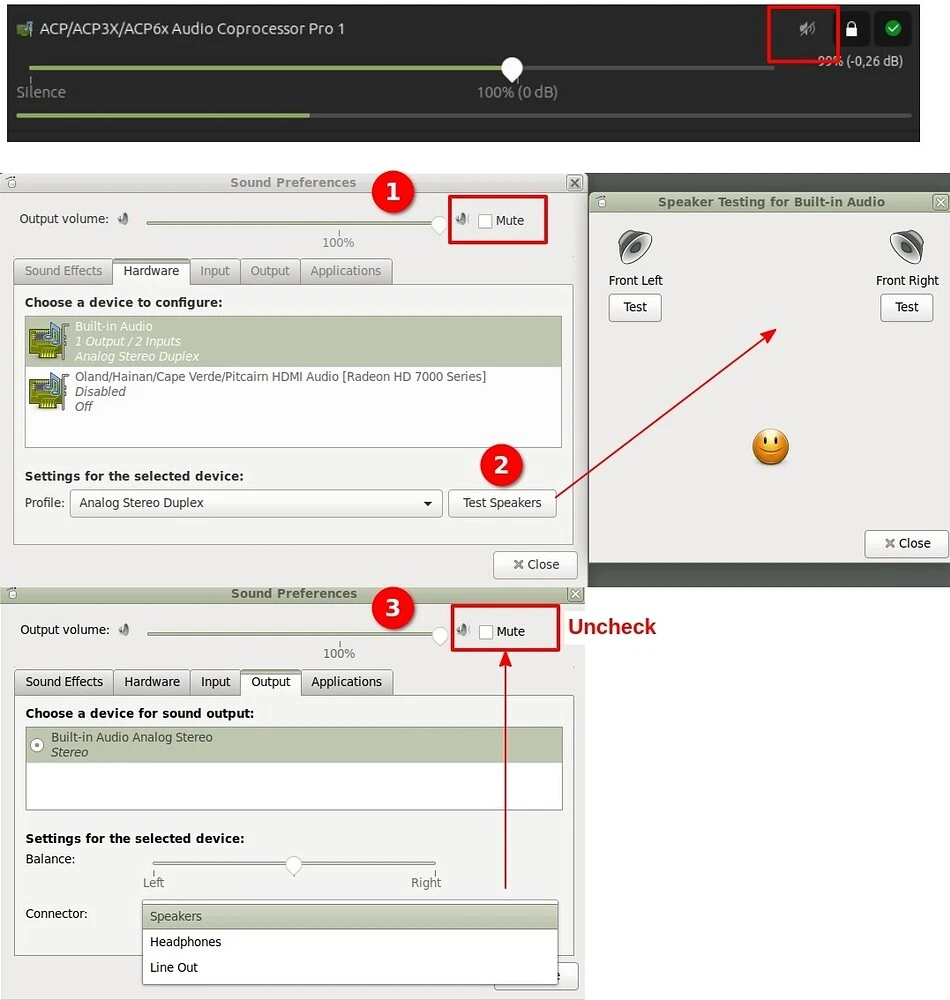 ACP/ACP3X/ACP6x Audio Coprocessor Pro 1
99% (-0,26 dB)
Silence
100% (0 dB)
Sound Preferences
1
Output volume:
Mute
100%
Sound Effects
Hardware
Input
Output
Applications
Choose a device to configure:
Built-in Audio
1 Output / 2 Inputs
Analog Stereo Duplex
Oland/Hainan/Cape Verde/Pitcairn HDMI Audio [Radeon HD 7000 Series]
Disabled
Off
2
Settings for the selected device:
Profile:
Analog Stereo Duplex
Test Speakers
Close
Speaker Testing for Built-in Audio
Front Left
Front Right
Test
Test
Close
Sound Preferences
3
Output volume:
Mute
Uncheck
100%
Sound Effects
Hardware
Input
Output
Applications
Choose a device for sound output:
Built-in Audio Analog Stereo
Stereo
Settings for the selected device:
Balance:
Left
Right
Connector:
Speakers
Headphones
Line Out